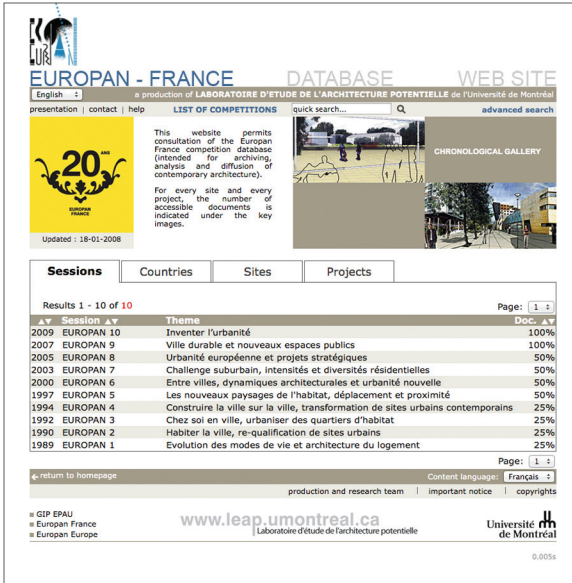 EUROPAN
EUROPAN - FRANCE DATABASE WEB SITE
English a production of LABORATOIRE D'ETUDE DE L'ARCHITECTURE POTENTIELLE de l'Université de Montréal
presentation | contact | help LIST OF COMPETITIONS quick search... advanced search
This website permits
consultation of the Europan
France competition database
(intended for archiving,
analysis and diffusion of
contemporary architecture).
For every site and every
project, the number of
accessible documents is
indicated under the key
images.
20
ANS
EUROPAN
FRANCE
Updated : 18-01-2008
CHRONOLOGICAL GALLERY
Sessions Countries Sites Projects
Results 1 - 10 of 10 Page: 1
Session Theme Doc.
2009 EUROPAN 10 Inventer l'urbanité 100%
2007 EUROPAN 9 Ville durable et nouveaux espaces publics 100%
2005 EUROPAN 8 Urbanité européenne et projets stratégiques 50%
2003 EUROPAN 7 Challenge suburbain, intensités et diversités résidentielles 50%
2000 EUROPAN 6 Entre villes, dynamiques architecturales et urbanité nouvelle 50%
1997 EUROPAN 5 Les nouveaux paysages de l'habitat, déplacement et proximité 50%
1994 EUROPAN 4 Construire la ville sur la ville, transformation de sites urbains contemporains 25%
1992 EUROPAN 3 Chez soi en ville, urbaniser des quartiers d'habitat 25%
1990 EUROPAN 2 Habiter la ville, re-qualification de sites urbains 25%
1989 EUROPAN 1 Evolution des modes de vie et architecture du logement 25%
Page: 1
return to homepage Content language: Français
production and research team | important notice | copyrights
GIP EPAU
Europan France
Europan Europe
www.leap.umontreal.ca
Laboratoire d'étude de l'architecture potentielle
Université
de Montréal
0.005s